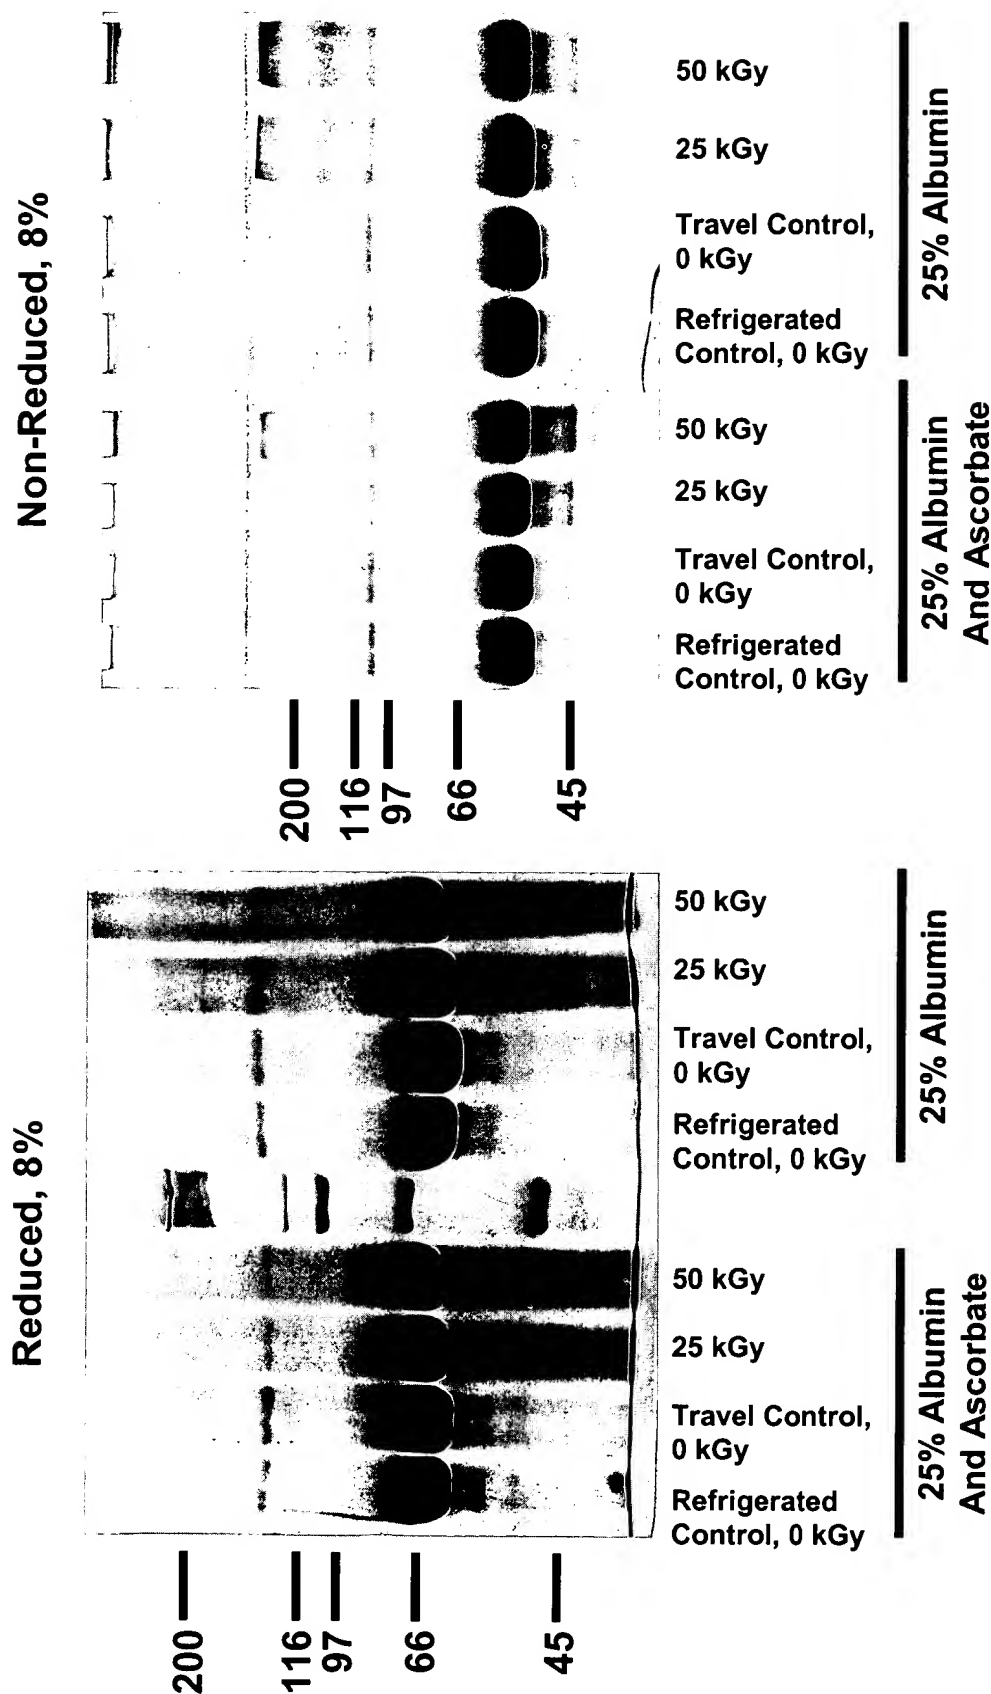 Non-Reduced, 8%
200
116
97
66
45
50 kGy
25 kGy
Travel Control,
0 kGy
Refrigerated
Control, 0 kGy
50 kGy
25 kGy
Travel Control,
0 kGy
Refrigerated
Control, 0 kGy
25% Albumin
25% Albumin
And Ascorbate
Reduced, 8%
200
116
97
66
45
50 kGy
25 kGy
Travel Control,
0 kGy
Refrigerated
Control, 0 kGy
50 kGy
25 kGy
Travel Control,
0 kGy
Refrigerated
Control, 0 kGy
25% Albumin
25% Albumin
And Ascorbate